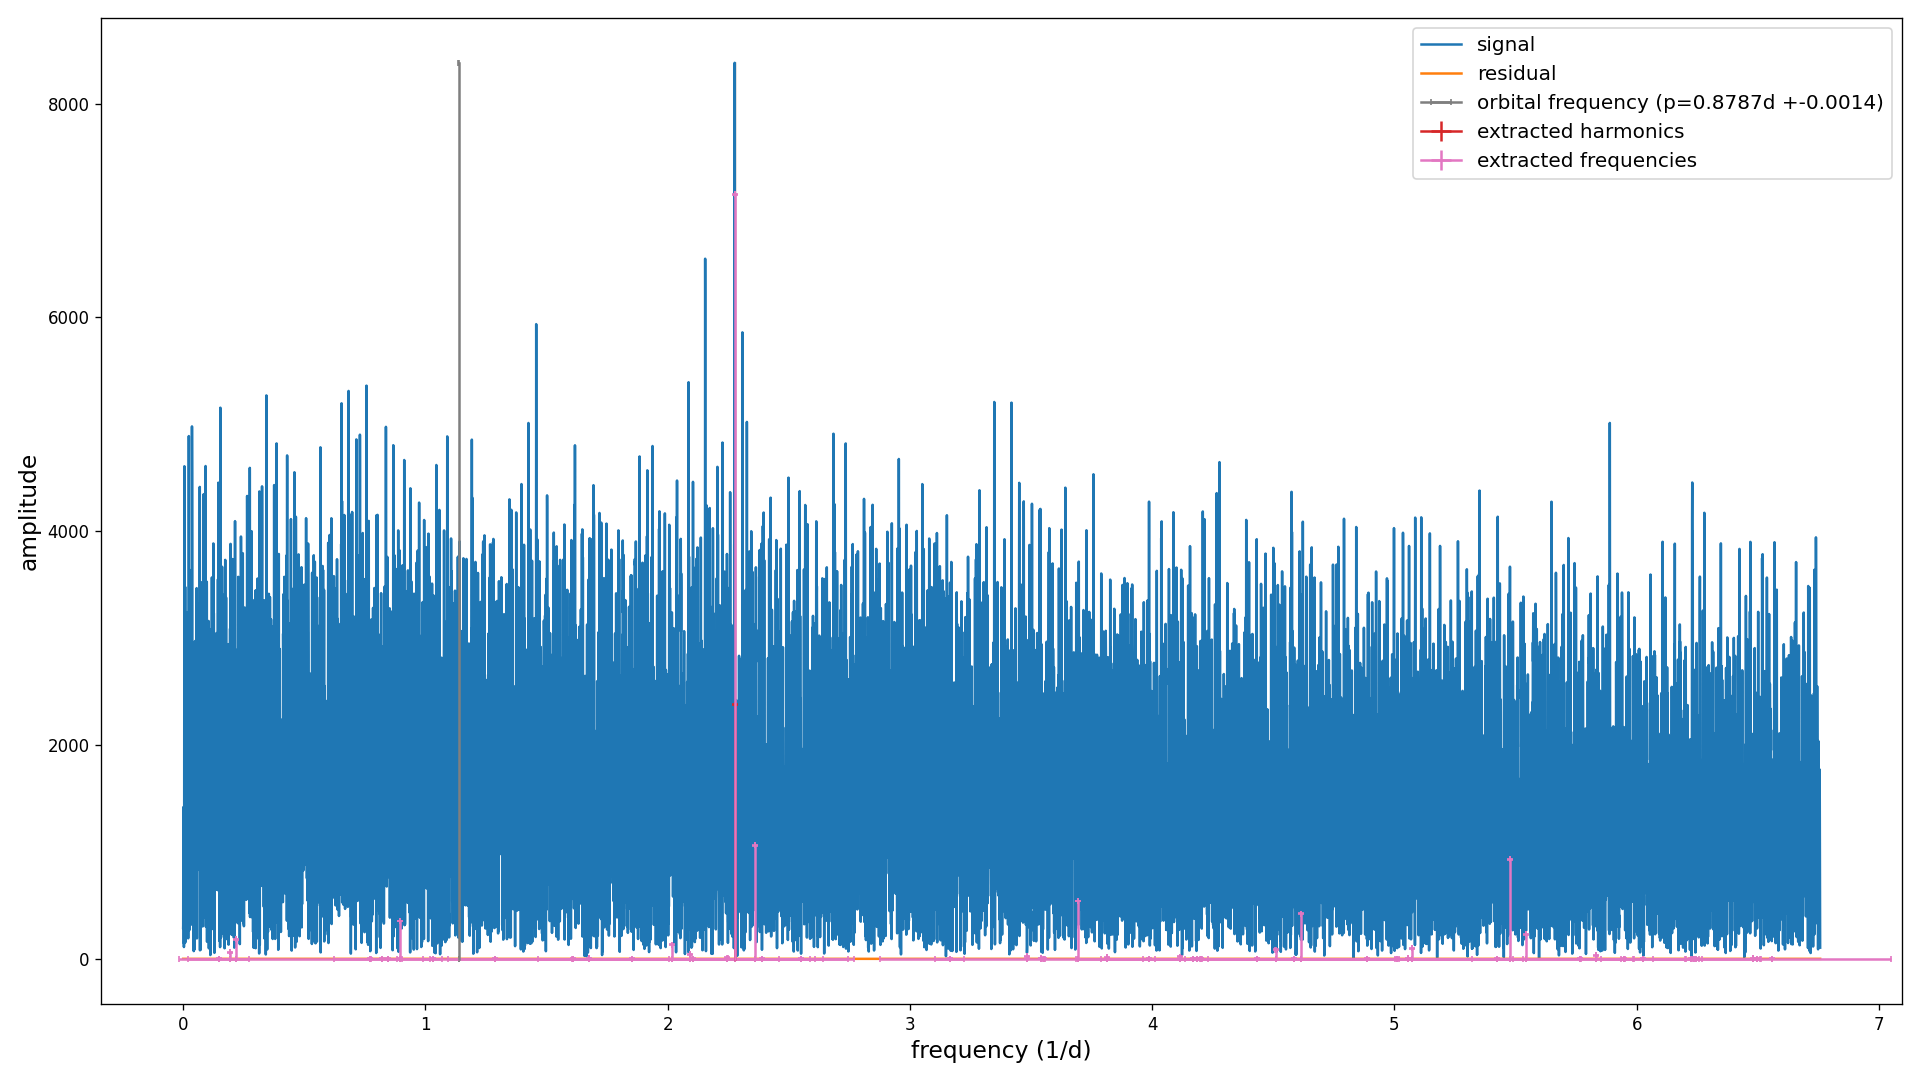 signal
residual
orbital frequency (p=0.8787d +-0.0014)
extracted harmonics
extracted frequencies
8000
6000
4000
2000
0
amplitude
0 1 2 3 4 5 6 7
frequency (1/d)